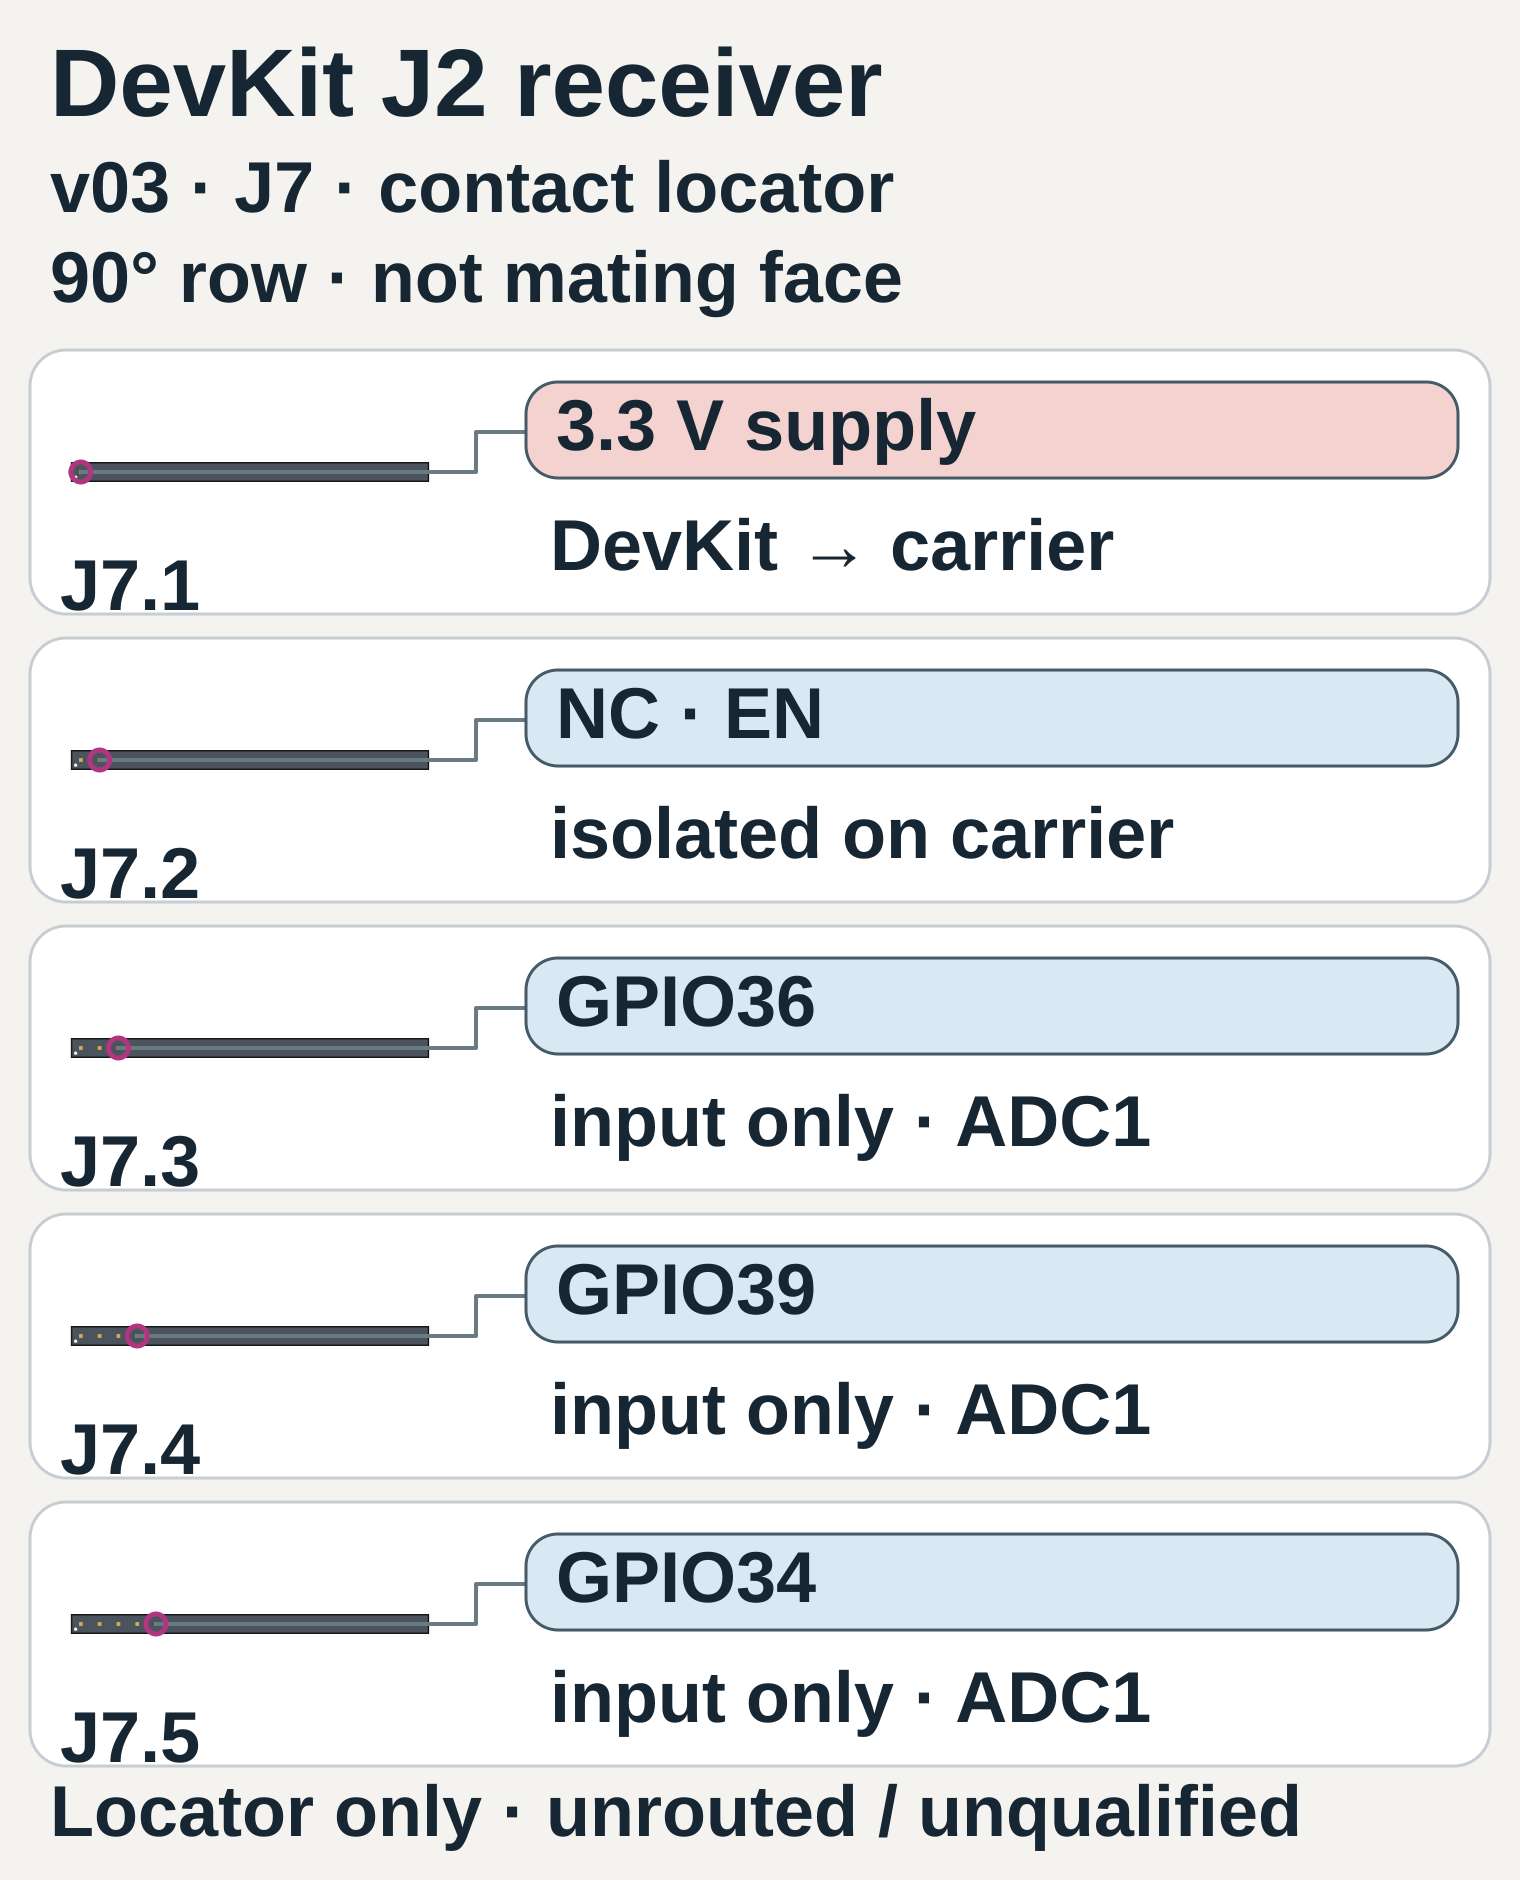 DevKit J2 receiver
v03 · J7 · contact locator
90° row · not mating face
3.3 V supply
DevKit → carrier
J7.1
NC · EN
isolated on carrier
J7.2
GPIO36
input only · ADC1
J7.3
GPIO39
input only · ADC1
J7.4
GPIO34
input only · ADC1
J7.5
Locator only · unrouted / unqualified